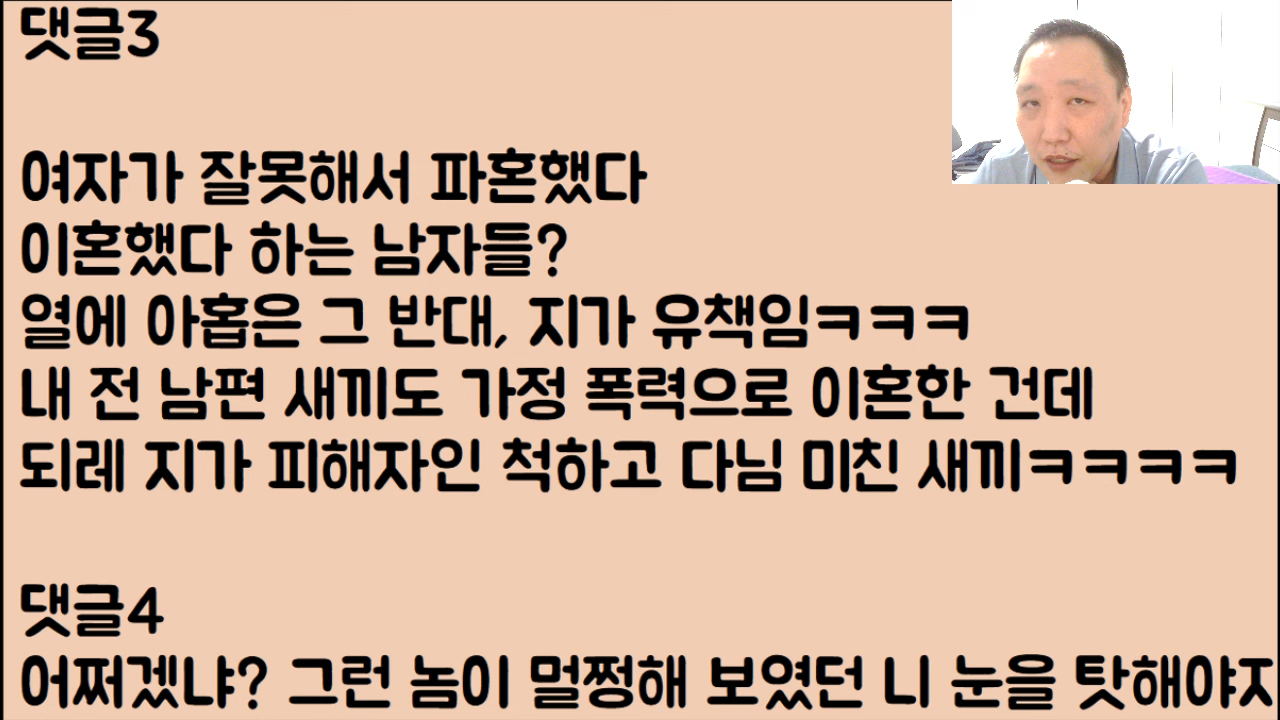 댓글3
여자가 잘못해서 파혼했다
이혼했다 하는 남자들?
열에 아홉은 그 반대, 지가 유책임ㅋㅋㅋ
내 전 남편 새끼도 가정 폭력으로 이혼한 건데
되레 지가 피해자인 척하고 다님 미친 새끼ㅋㅋㅋㅋ
댓글4
어쩌겠냐? 그런 놈이 멀쩡해 보였던 니 눈을 탓해야지